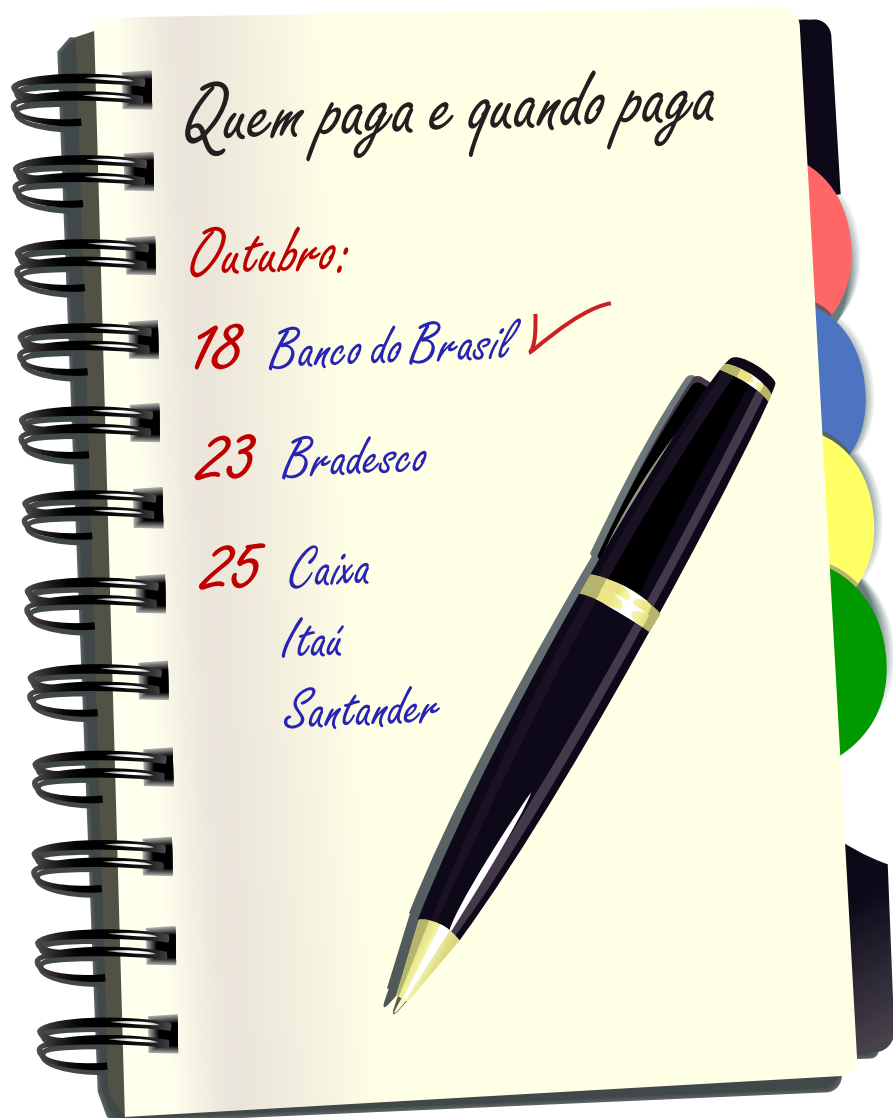 Quem paga e quando paga
Outubro:
18 Banco do Brasil
23 Bradesco
25 Caixa
Itaú
Santander